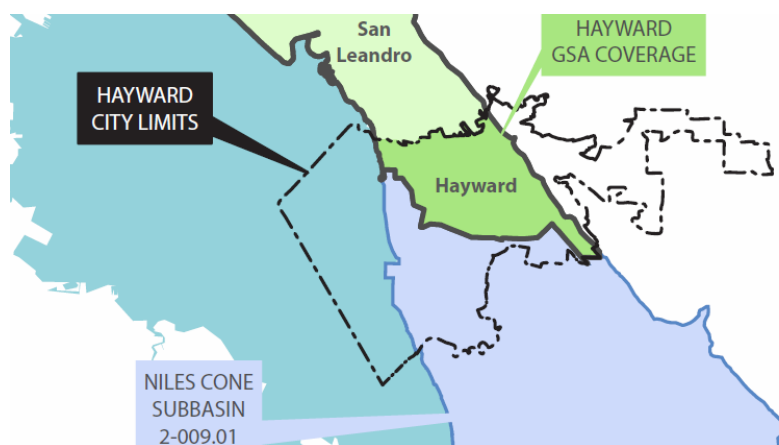 San
Leandro
HAYWARD
GSA COVERAGE
HAYWARD
CITY LIMITS
Hayward
NILES CONE
SUBBASIN
2-009.01